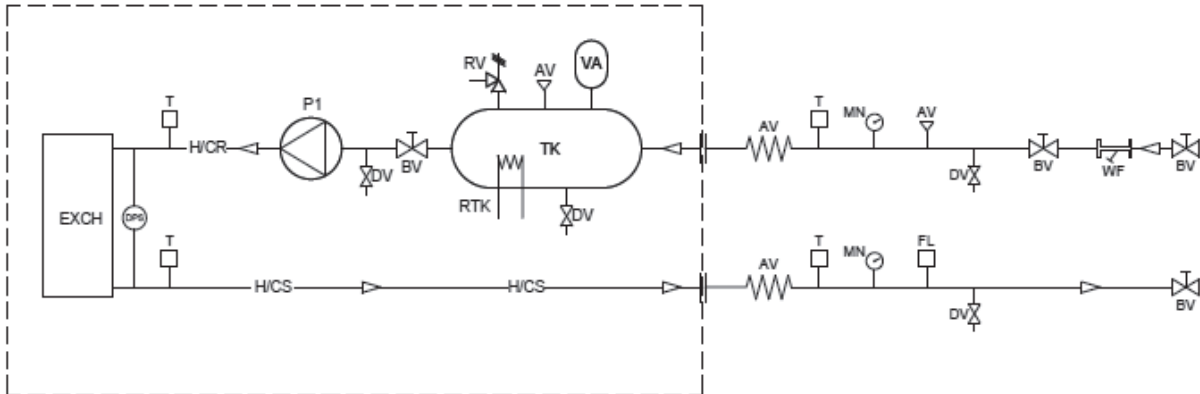 RV
AV
VA
T
P1
T
MN
AV
H/CR
TK
AV
BV
BV
BV
DV
WF
DV
RTK
DV
EXCH
DPS
T
T
MN
FL
AV
H/CS
H/CS
BV
DV